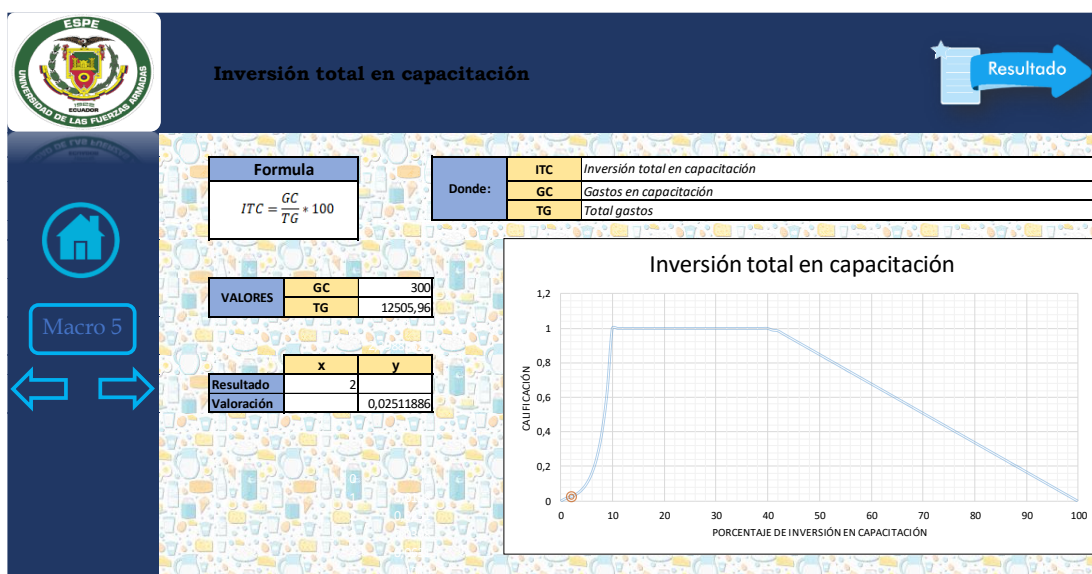 ESPE
UNIVERSIDAD DE LAS FUERZAS ARMADAS
ECUADOR
Inversión total en capacitación
Resultado
Formula
ITC = GC/TG * 100
Donde:
ITC Inversión total en capacitación
GC Gastos en capacitación
TG Total gastos
Macro 5
VALORES
GC 300
TG 12505,96
x y
Resultado 2
Valoración 0,02511886
0
1
0
Inversión total en capacitación
1,2
1
0,8
0,6
0,4
0,2
0
CALIFICACIÓN
0 10 20 30 40 50 60 70 80 90 100
PORCENTAJE DE INVERSIÓN EN CAPACITACIÓN